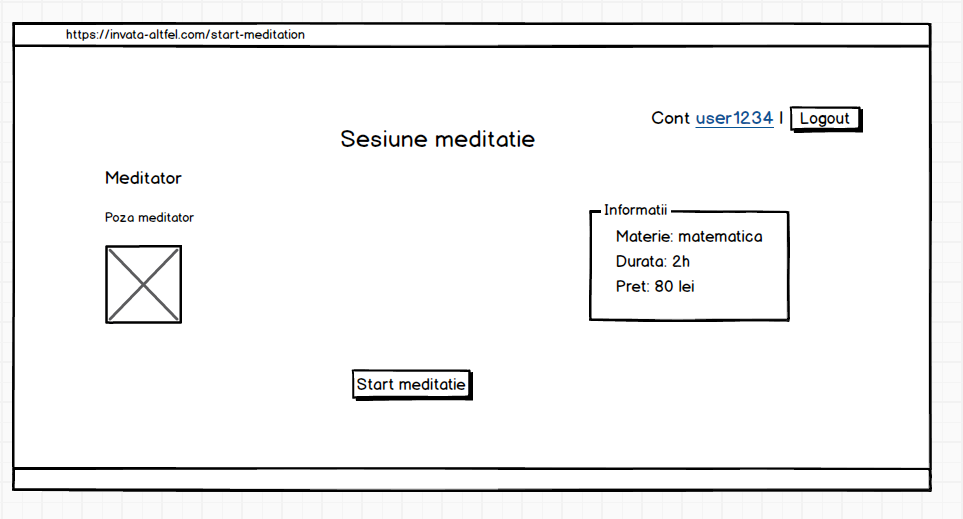 https://invata-altfel.com/start-meditation
Cont user1234 | Logout
Sesiune meditatie
Meditator
Poza meditator
Informatii
Materie: matematica
Durata: 2h
Pret: 80 lei
Start meditatie